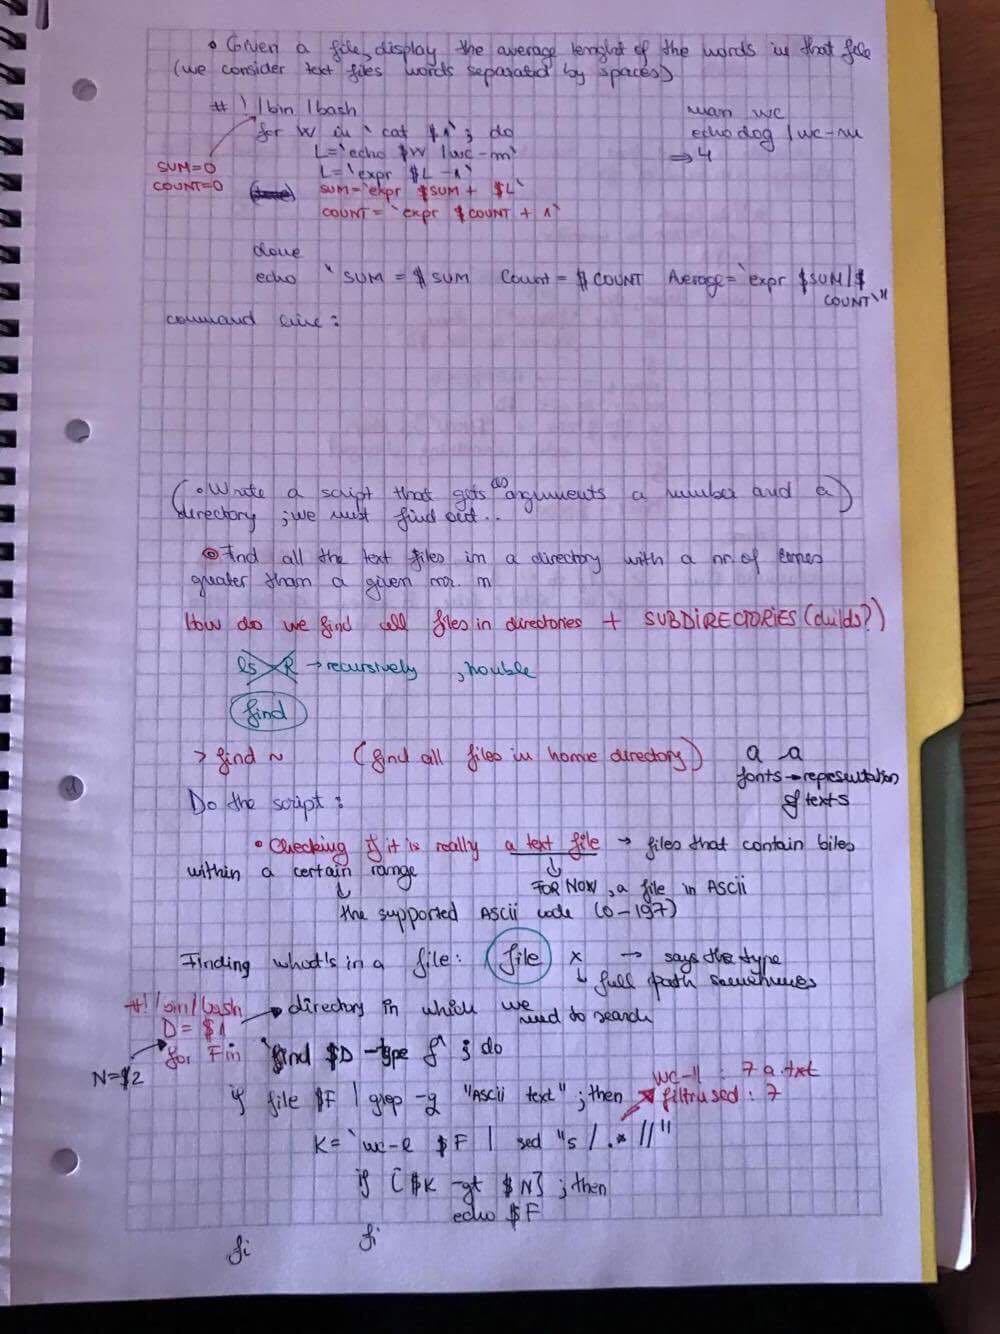 • Given a file, display the average lenght of the words in that file
(we consider text files words separated by spaces)
# ! /bin /bash
man wc
for W in ` cat $1` ; do
echo dog | wc -m
L=`echo $W | wc -m`
⇒ 4
L=`expr $L -1`
SUM=0
COUNT=0
SUM=`expr $SUM + $L`
COUNT = `expr $COUNT + 1`
done
echo "SUM = $SUM Count = $COUNT Average = `expr $SUM / $
COUNT`"
command line :
(• Write a script that gets (as) arguments a number and a)
directory ; we must find out..
• Find all the text files in a directory with a nr. of lines
greater than a given nr. n
How do we find all files in directories + SUBDIRECTORIES (childs?)
ls -R → recursively , trouble
find
> find ~ (find all files in home directory)
a - a
fonts → representation
of texts
Do the script :
• Checking if it is really a text file → files that contain bites
within a certain range
FOR NOW, a file in ASCII
the supported ASCII code (0-197)
Finding what's in a file: file x → says the type
↓ full path
#! /bin/bash
D = $1 → directory in which we
need to search
N=$2
for F in `find $D -type f` ; do
if file $F | grep -q "Ascii text" ; then
wc -l : 7 a.txt
filtru sed : 7
K = `wc -l $F | sed "s/ .*//"
if [ $K -gt $N ] ; then
echo $F
fi
fi